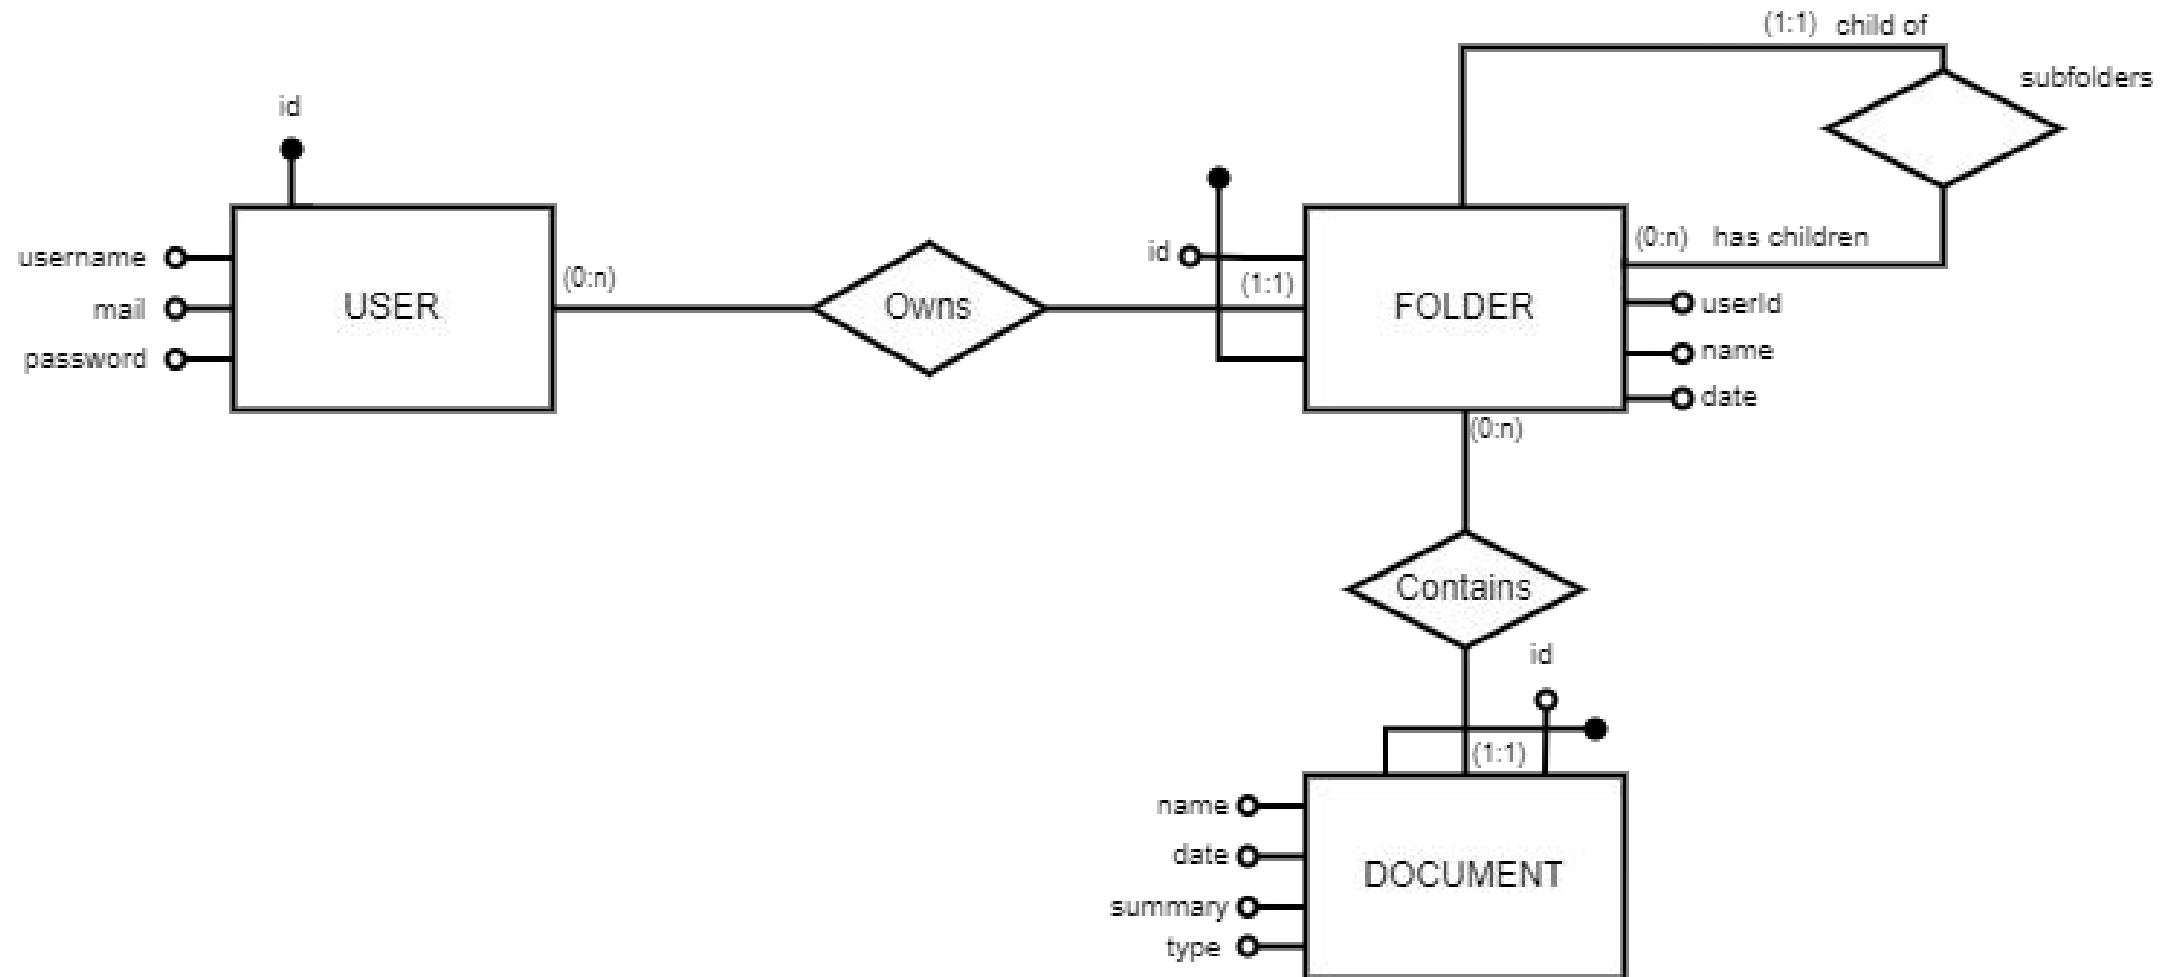 (1:1) child of
subfolders
id
username
mail
password
USER
(0:n)
Owns
id
(1:1)
FOLDER
(0:n) has children
userId
name
date
(0:n)
Contains
id
(1:1)
name
date
summary
type
DOCUMENT